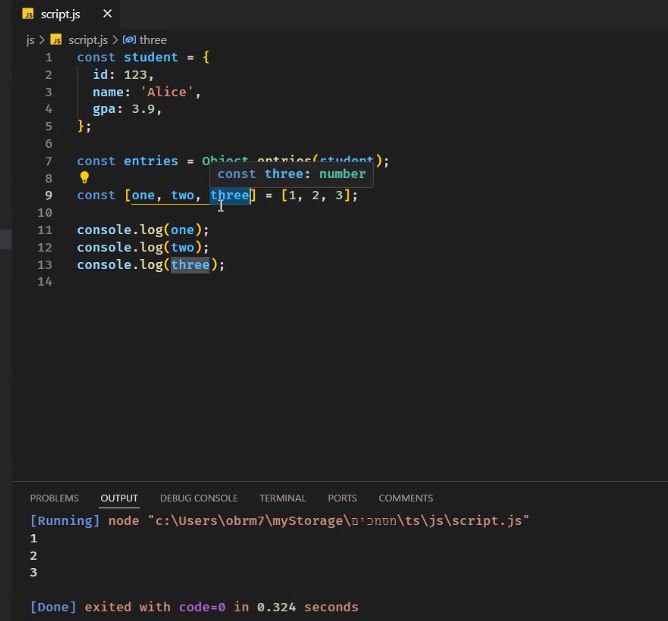 JS script.js ×
js > JS script.js > three
1 const student = {
2 id: 123,
3 name: 'Alice',
4 gpa: 3.9,
5 };
6
7 const entries = Object.entries(student);
const three: number
8
9 const [one, two, three] = [1, 2, 3];
10
11 console.log(one);
12 console.log(two);
13 console.log(three);
14
PROBLEMS OUTPUT DEBUG CONSOLE TERMINAL PORTS COMMENTS
[Running] node "c:\Users\obrm7\myStorage\מסמכים\ts\js\script.js"
1
2
3
[Done] exited with code=0 in 0.324 seconds